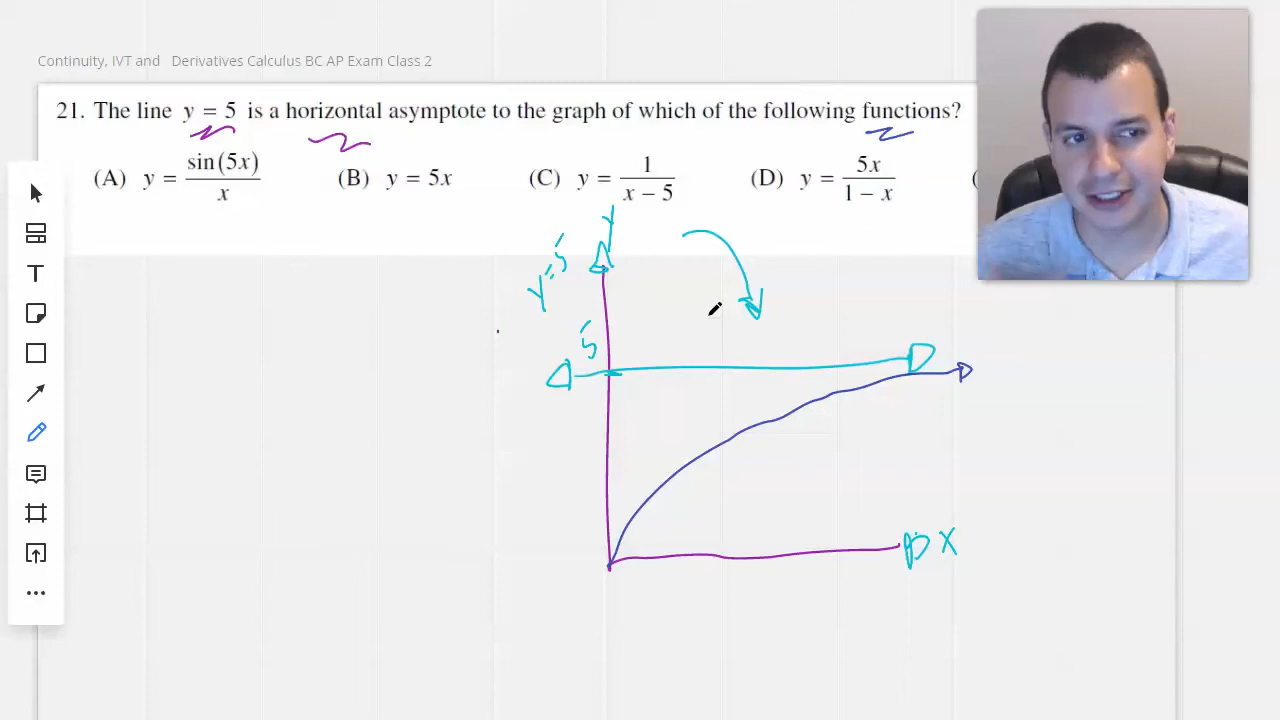 Continuity, IVT and Derivatives Calculus BC AP Exam Class 2
21. The line y = 5 is a horizontal asymptote to the graph of which of the following functions?
(A) y = sin(5x)/x (B) y = 5x (C) y = 1/(x − 5) (D) y = 5x/(1 − x) (
Y
y=5
5
X
T